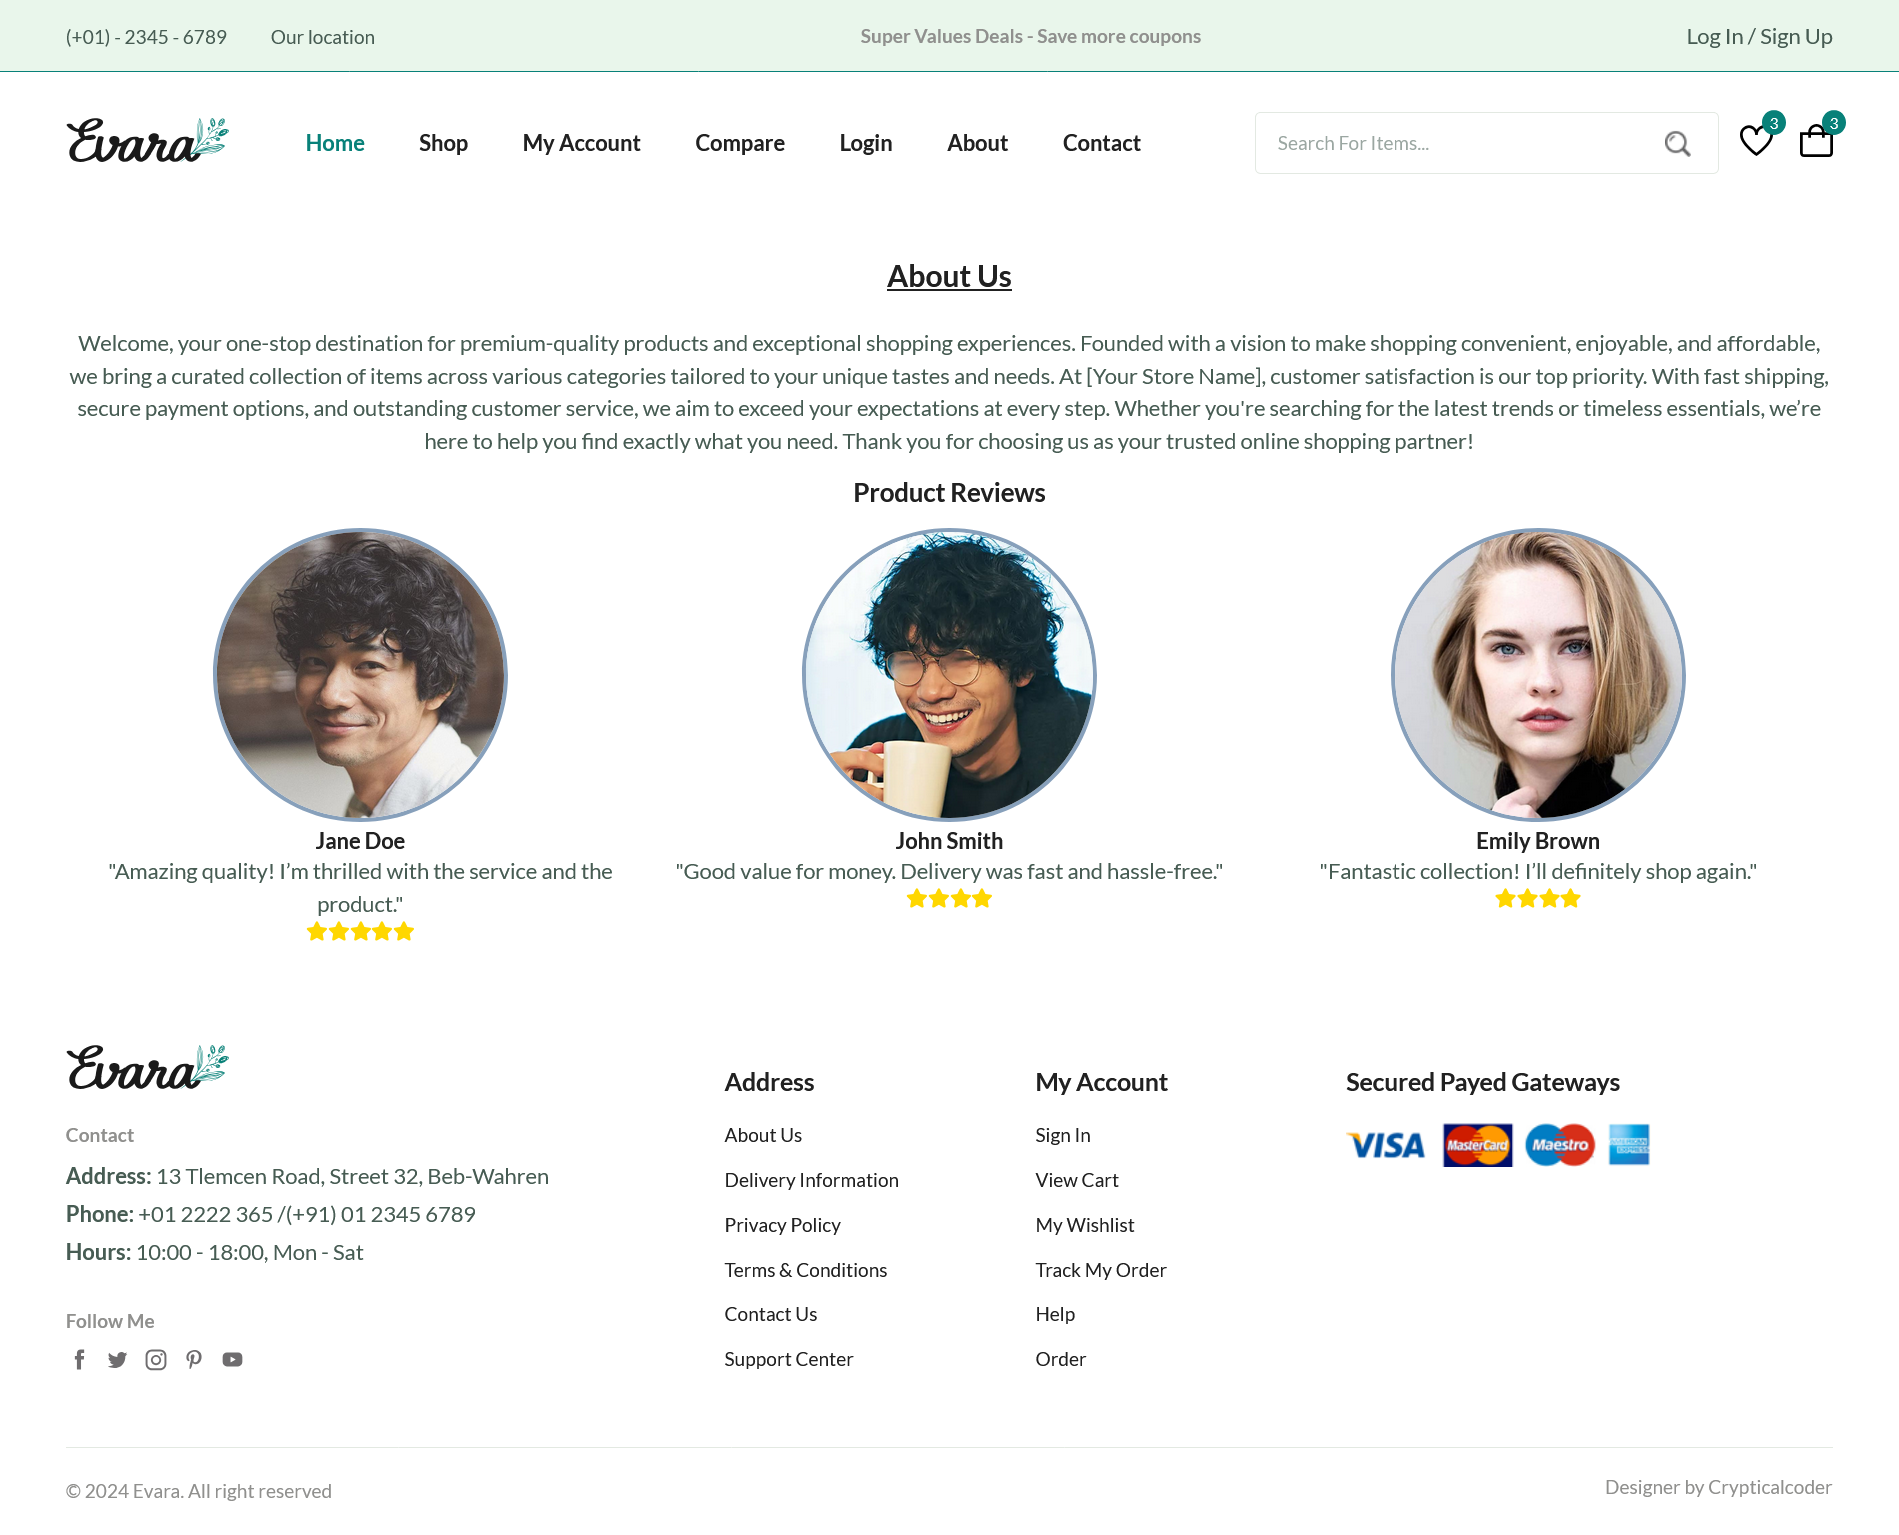 (+01) - 2345 - 6789 Our location Super Values Deals - Save more coupons Log In / Sign Up
Evara Home Shop My Account Compare Login About Contact Search For Items... 3 3
About Us
Welcome, your one-stop destination for premium-quality products and exceptional shopping experiences. Founded with a vision to make shopping convenient, enjoyable, and affordable,
we bring a curated collection of items across various categories tailored to your unique tastes and needs. At [Your Store Name], customer satisfaction is our top priority. With fast shipping,
secure payment options, and outstanding customer service, we aim to exceed your expectations at every step. Whether you're searching for the latest trends or timeless essentials, we’re
here to help you find exactly what you need. Thank you for choosing us as your trusted online shopping partner!
Product Reviews
Jane Doe
"Amazing quality! I’m thrilled with the service and the
product."
John Smith
"Good value for money. Delivery was fast and hassle-free."
Emily Brown
"Fantastic collection! I’ll definitely shop again."
Evara
Contact
Address: 13 Tlemcen Road, Street 32, Beb-Wahren
Phone: +01 2222 365 /(+91) 01 2345 6789
Hours: 10:00 - 18:00, Mon - Sat
Follow Me
Address
About Us
Delivery Information
Privacy Policy
Terms & Conditions
Contact Us
Support Center
My Account
Sign In
View Cart
My Wishlist
Track My Order
Help
Order
Secured Payed Gateways
VISA MasterCard Maestro AMERICAN EXPRESS
© 2024 Evara. All right reserved
Designer by Crypticalcoder